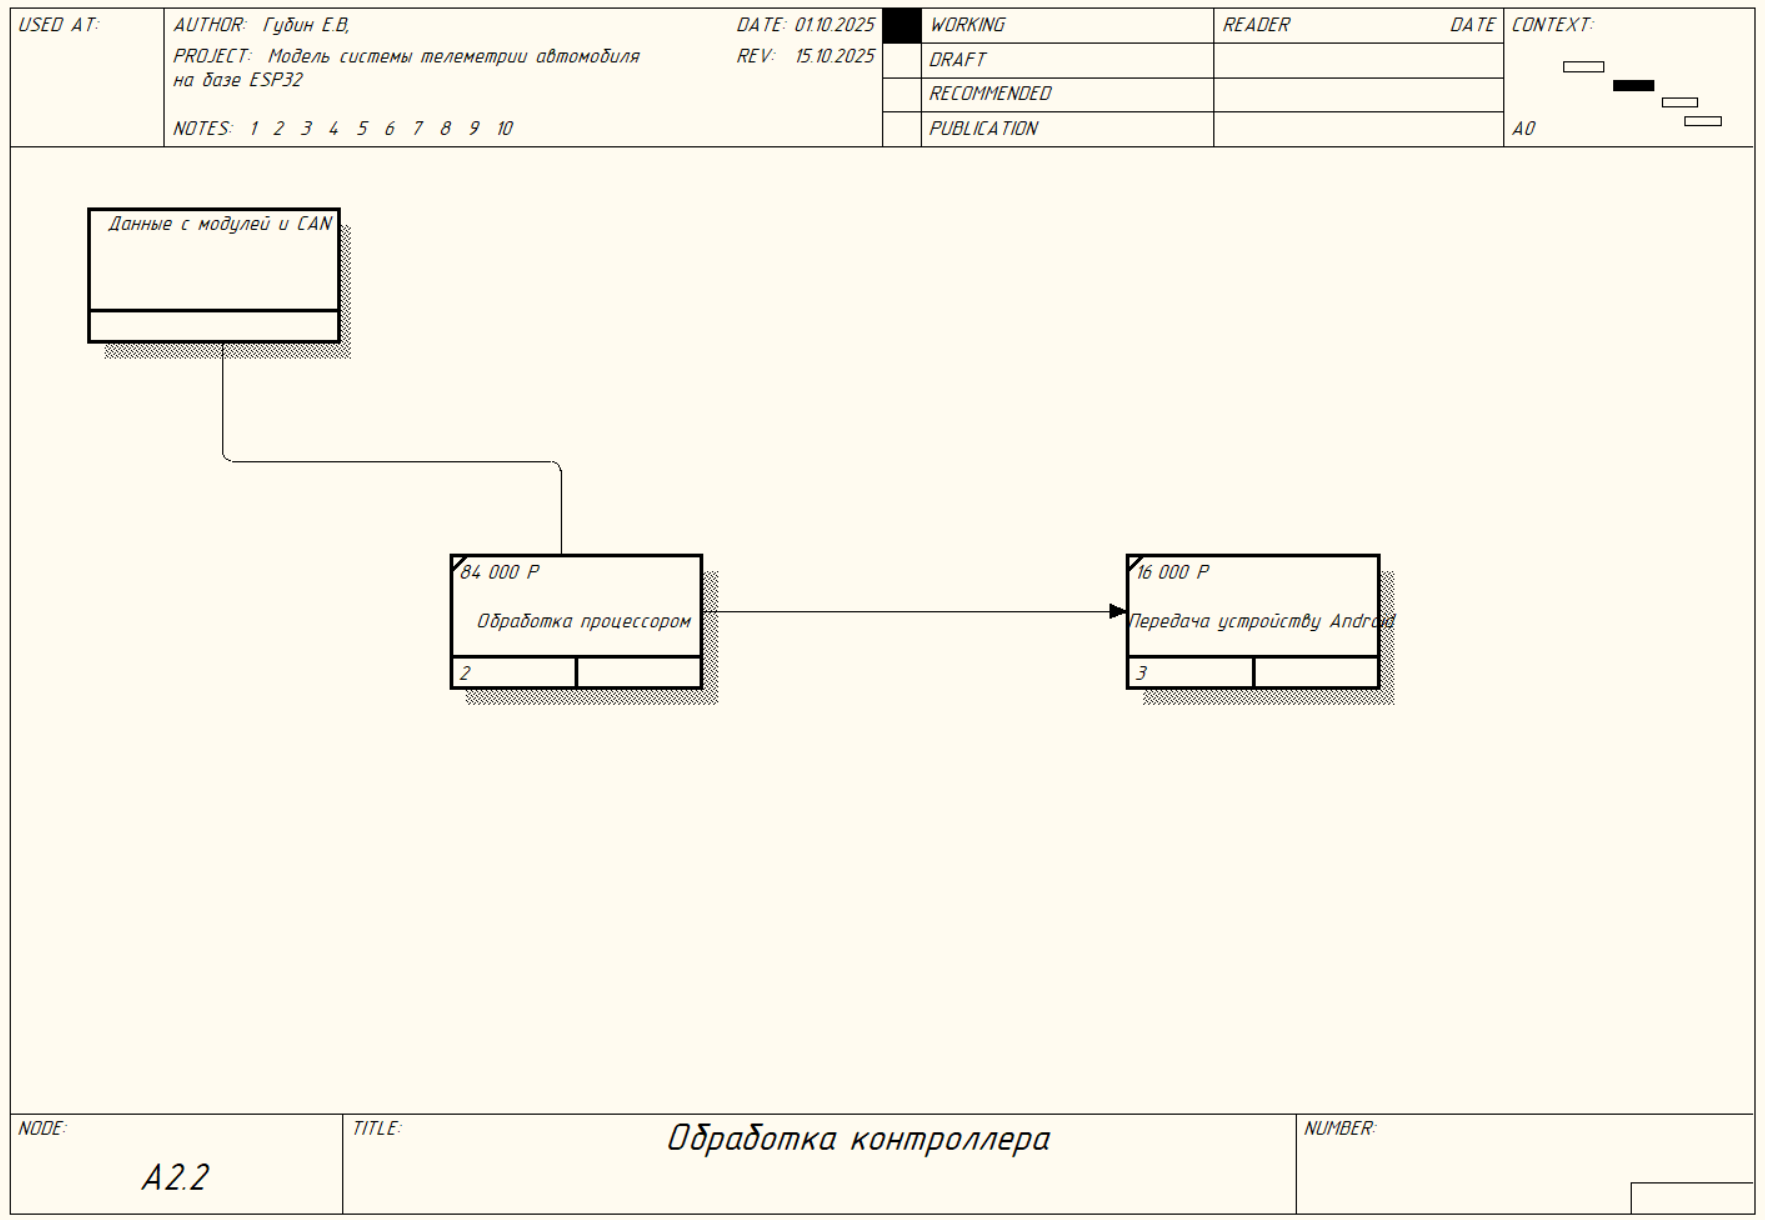 USED AT:
AUTHOR: Губин Е.В,
DATE: 01.10.2025
PROJECT: Модель системы телеметрии автомобиля
на базе ESP32
REV: 15.10.2025
NOTES: 1 2 3 4 5 6 7 8 9 10
WORKING
DRAFT
RECOMMENDED
PUBLICATION
READER
DATE
CONTEXT:
A0
Данные с модулей и CAN
84 000 Р
Обработка процессором
2
16 000 Р
Передача устройству Android
3
NODE:
A2.2
TITLE:
Обработка контроллера
NUMBER: